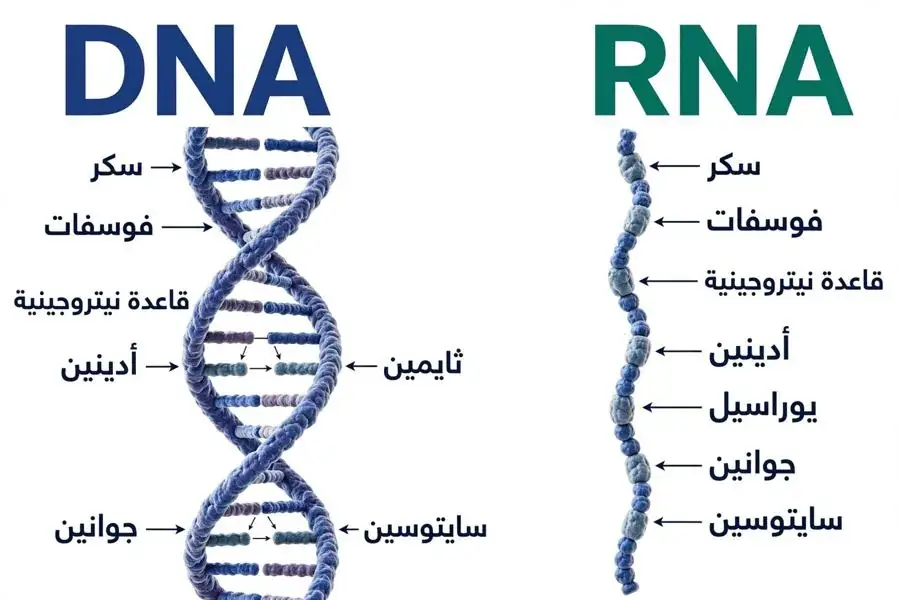 DNA
سكر
فوسفات
قاعدة نيتروجينية
أدينين
ثايمين
جوانين
سايتوسين
RNA
سكر
فوسفات
قاعدة نيتروجينية
أدينين
يوراسيل
جوانين
سايتوسين